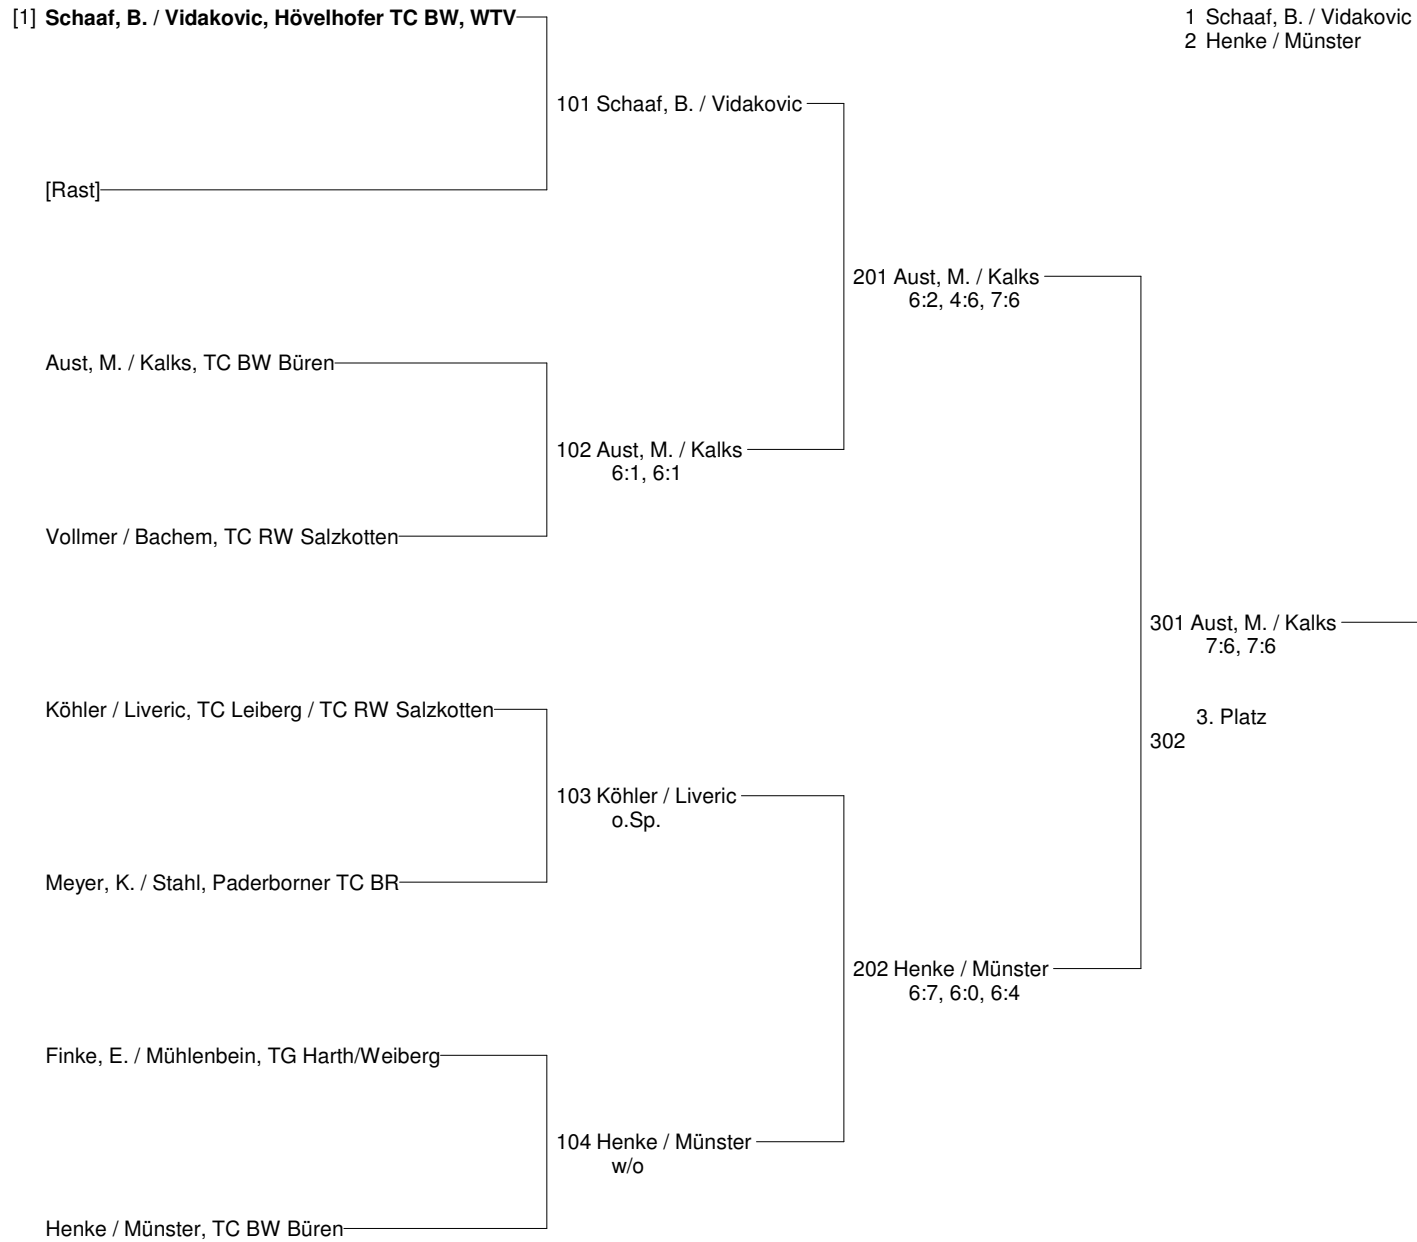 [1] Schaaf, B. / Vidakovic, Hövelhofer TC BW, WTV
1 Schaaf, B. / Vidakovic
2 Henke / Münster
101 Schaaf, B. / Vidakovic
[Rast]
201 Aust, M. / Kalks
6:2, 4:6, 7:6
Aust, M. / Kalks, TC BW Büren
102 Aust, M. / Kalks
6:1, 6:1
Vollmer / Bachem, TC RW Salzkotten
301 Aust, M. / Kalks
7:6, 7:6
Köhler / Liveric, TC Leiberg / TC RW Salzkotten
3. Platz
302
103 Köhler / Liveric
o.Sp.
Meyer, K. / Stahl, Paderborner TC BR
202 Henke / Münster
6:7, 6:0, 6:4
Finke, E. / Mühlenbein, TG Harth/Weiberg
104 Henke / Münster
w/o
Henke / Münster, TC BW Büren